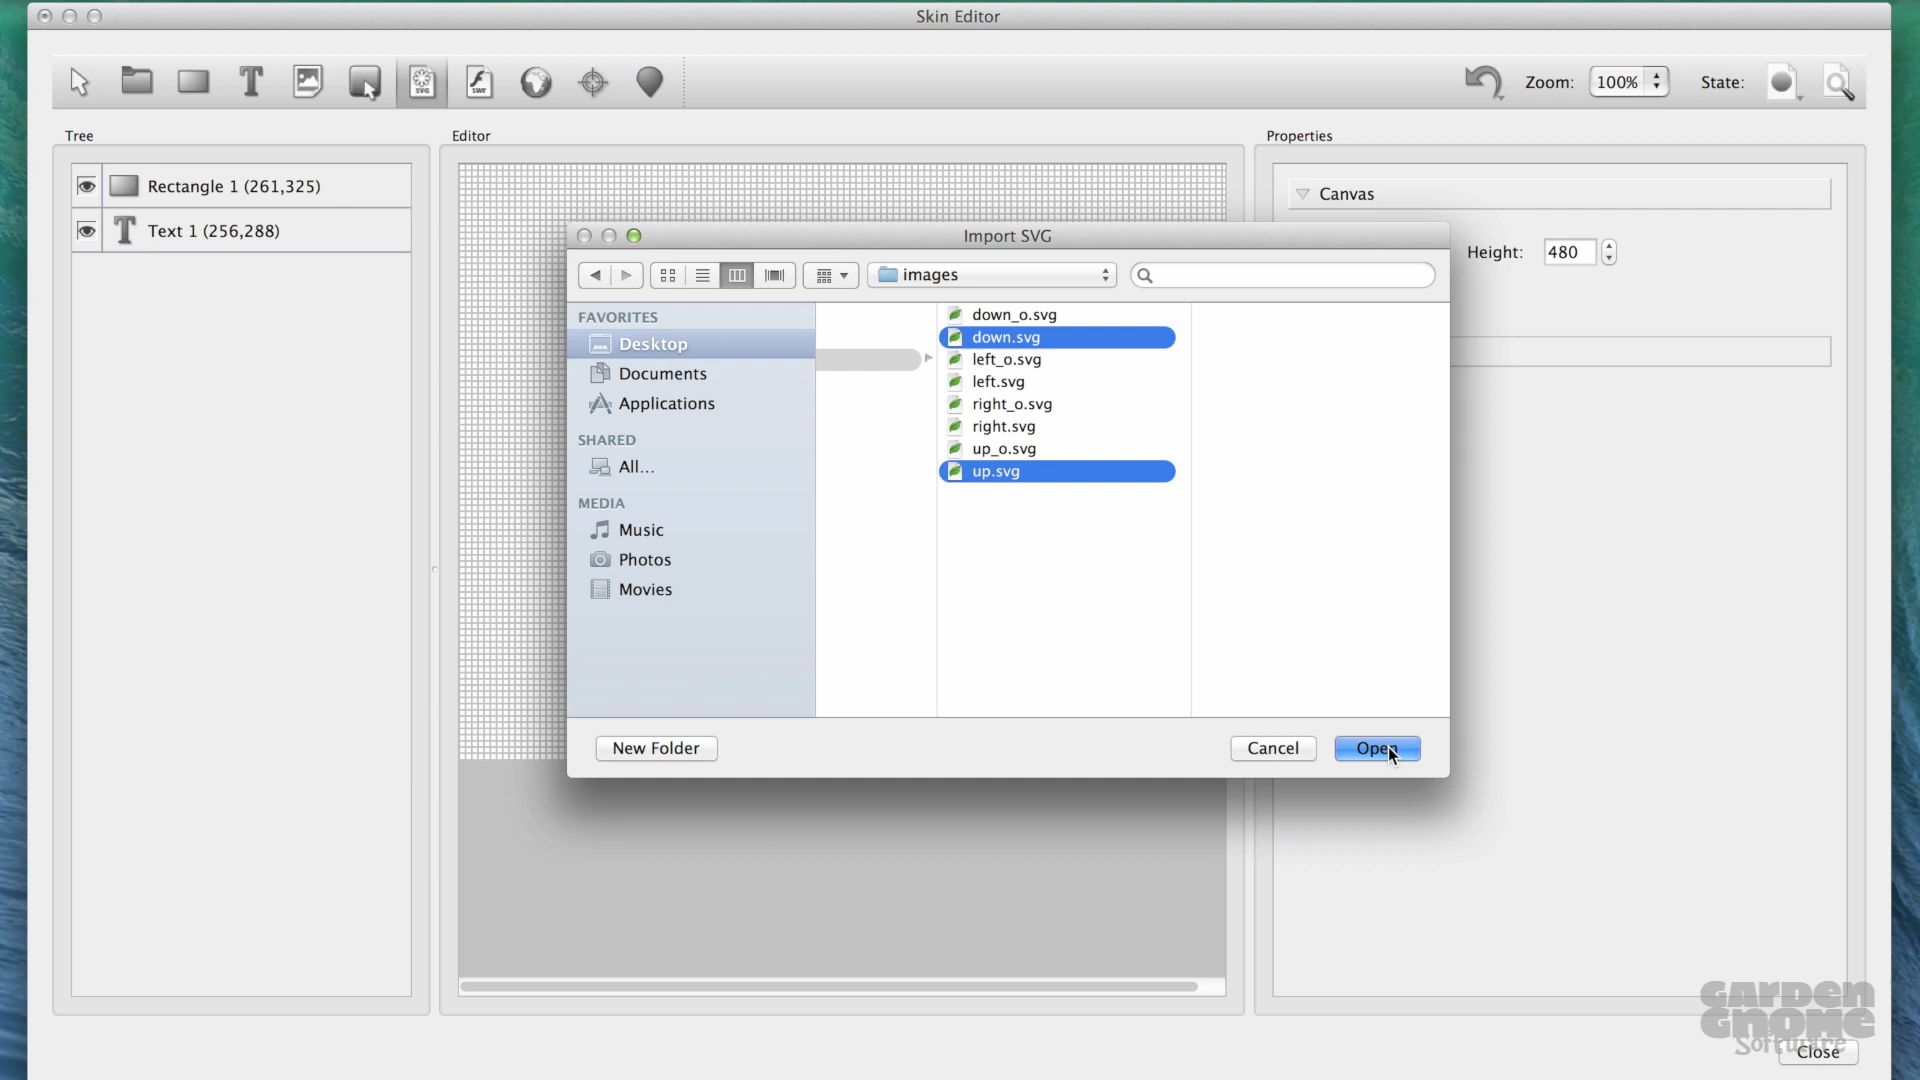 Skin Editor
SVG
SWF
Zoom:
100%
State:
Tree
Editor
Properties
Rectangle 1 (261,325)
Text 1 (256,288)
Canvas
Height:
480
Import SVG
images
FAVORITES
Desktop
Documents
Applications
SHARED
All...
MEDIA
Music
Photos
Movies
down_o.svg
down.svg
left_o.svg
left.svg
right_o.svg
right.svg
up_o.svg
up.svg
New Folder
Cancel
Open
GARDEN
GNOME
Software
Close